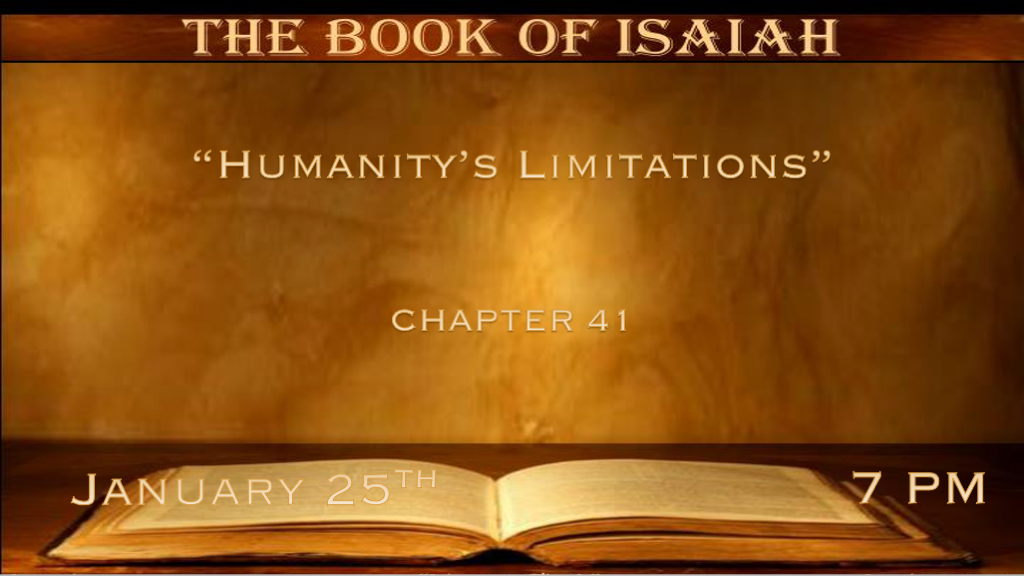 THE BOOK OF ISAIAH
“HUMANITY’S LIMITATIONS”
CHAPTER 41
JANUARY 25TH 7 PM